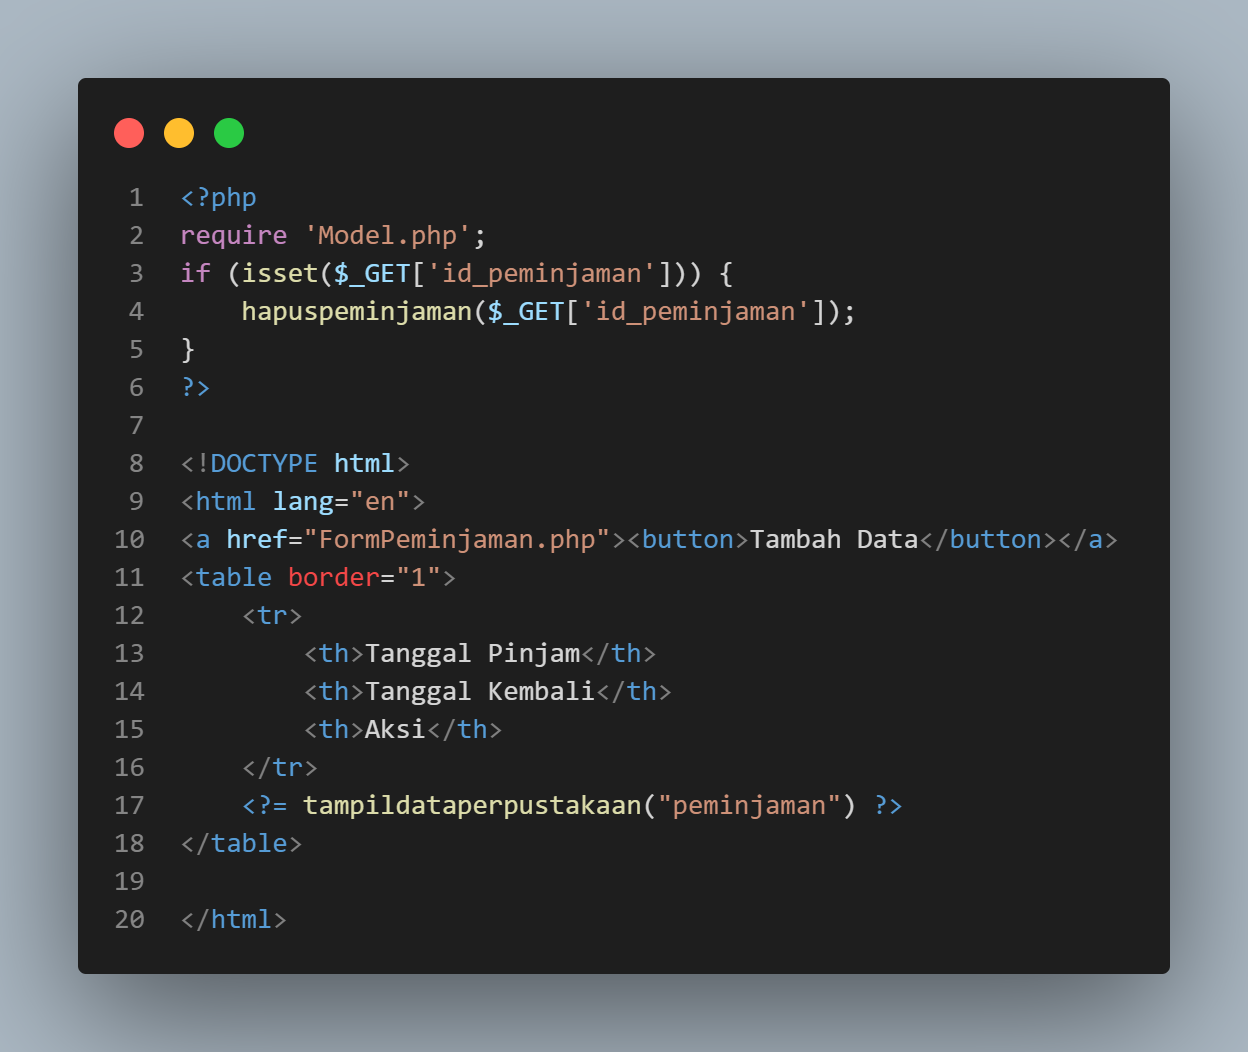 1 <?php
2 require 'Model.php';
3 if (isset($_GET['id_peminjaman'])) {
4     hapuspeminjaman($_GET['id_peminjaman']);
5 }
6 ?>
7
8 <!DOCTYPE html>
9 <html lang="en">
10 <a href="FormPeminjaman.php"><button>Tambah Data</button></a>
11 <table border="1">
12     <tr>
13         <th>Tanggal Pinjam</th>
14         <th>Tanggal Kembali</th>
15         <th>Aksi</th>
16     </tr>
17     <?= tampildataperpustakaan("peminjaman") ?>
18 </table>
19
20 </html>